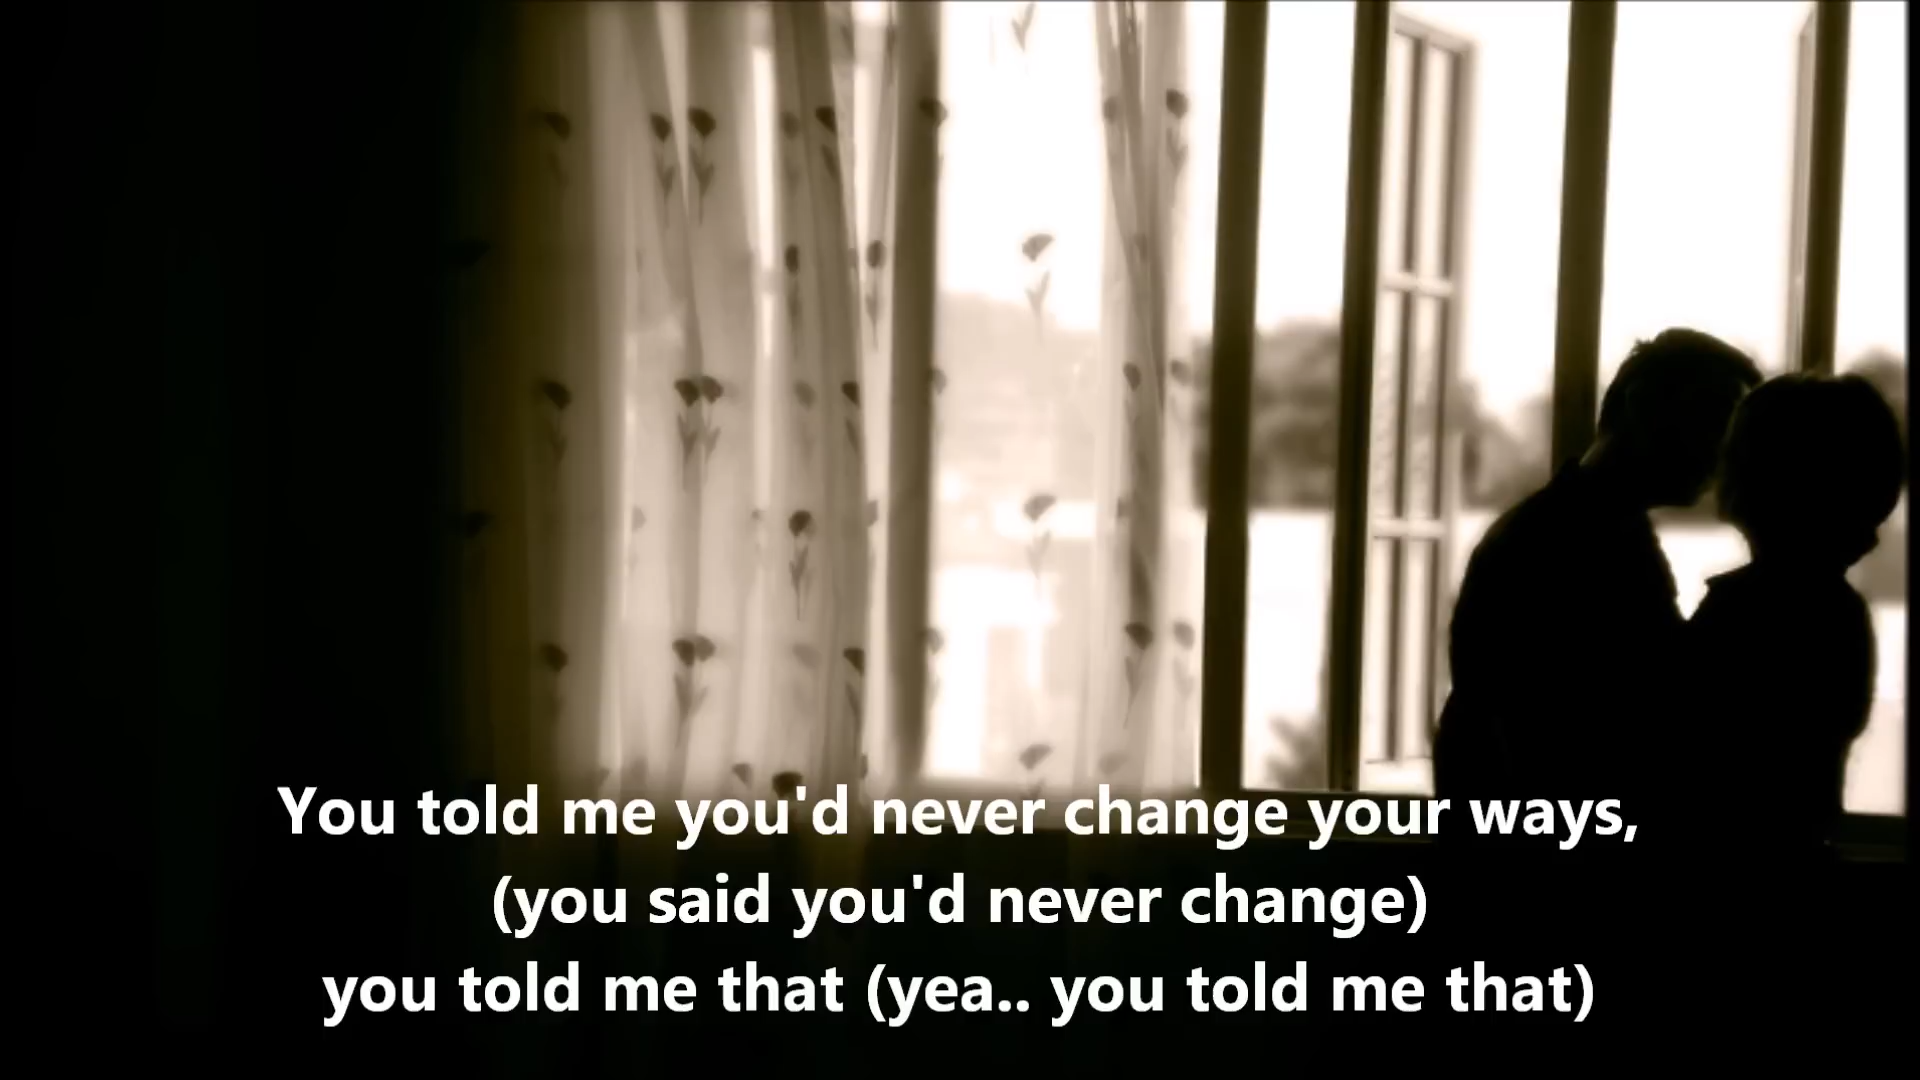 You told me you'd never change your ways,
(you said you'd never change)
you told me that (yea.. you told me that)